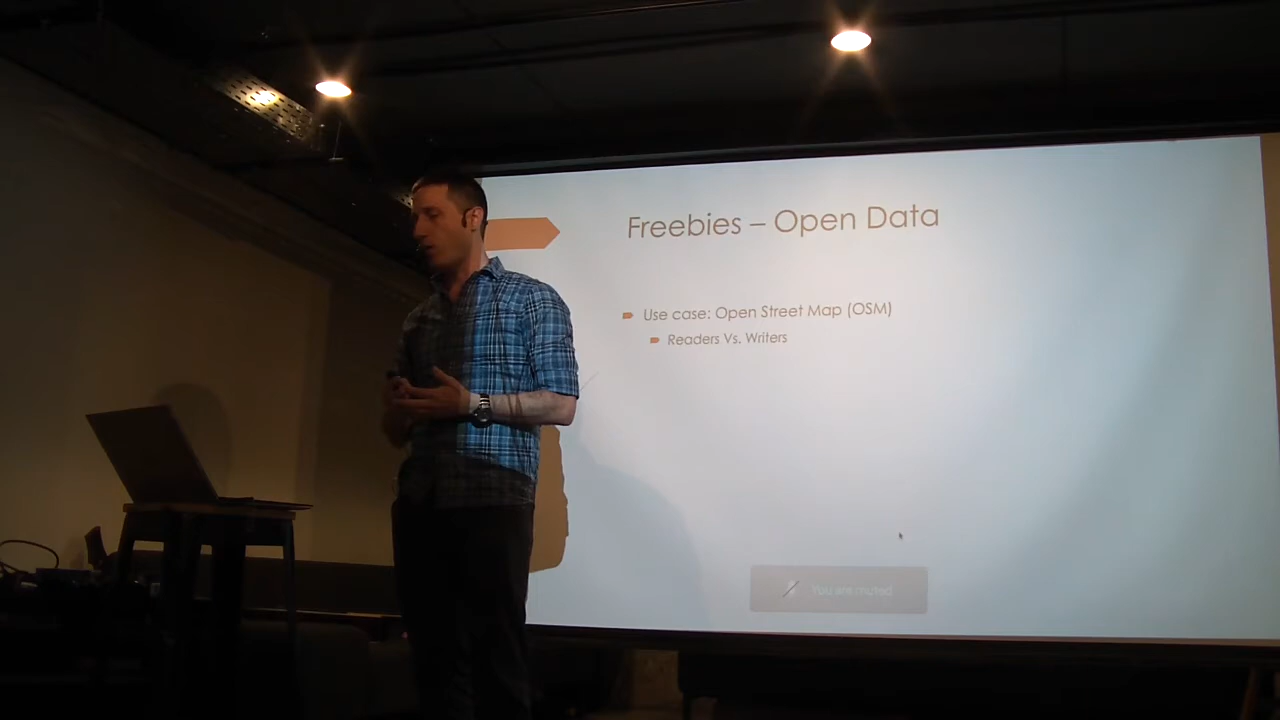 Freebies – Open Data
Use case: Open Street Map (OSM)
Readers Vs. Writers
You are muted